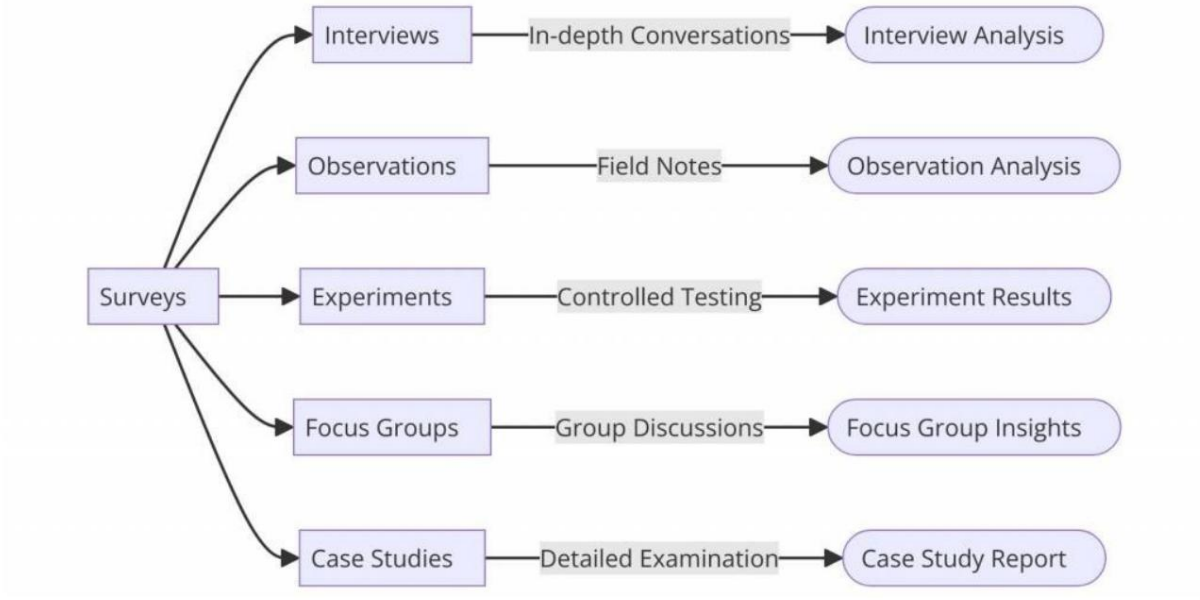 Interviews
In-depth Conversations
Interview Analysis
Observations
Field Notes
Observation Analysis
Surveys
Experiments
Controlled Testing
Experiment Results
Focus Groups
Group Discussions
Focus Group Insights
Case Studies
Detailed Examination
Case Study Report